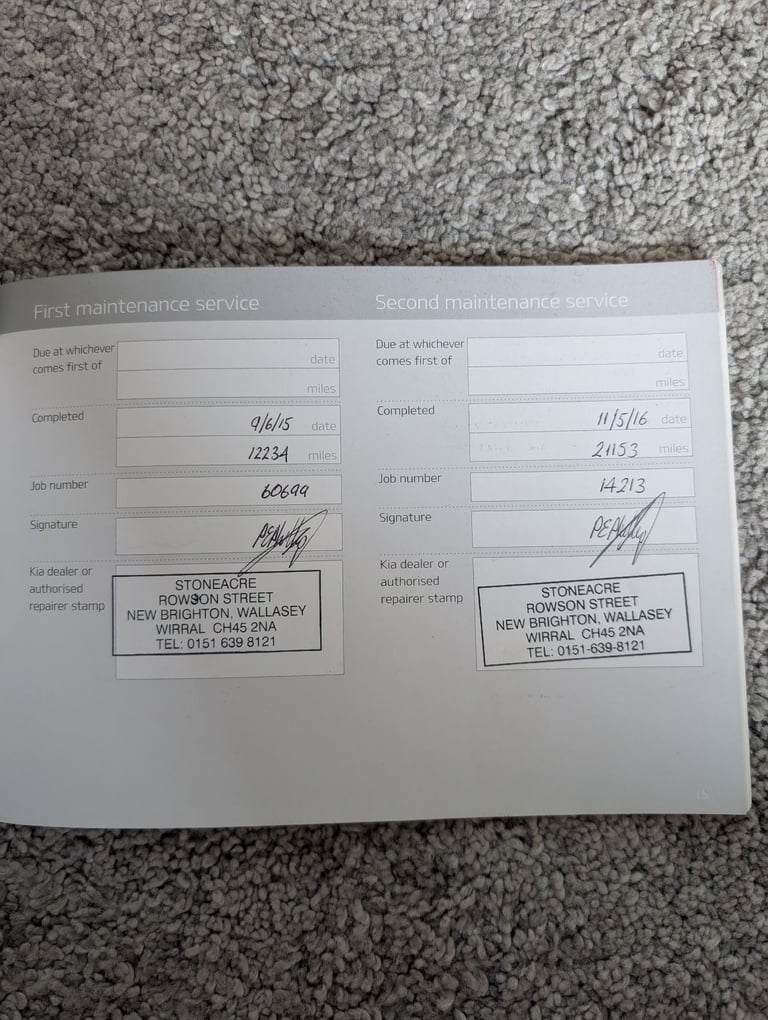 First maintenance service
Due at whichever
comes first of
date
miles
Completed
9/6/15 date
12234 miles
Job number
60699
Signature
Kia dealer or
authorised
repairer stamp
STONEACRE
ROWSON STREET
NEW BRIGHTON, WALLASEY
WIRRAL CH45 2NA
TEL: 0151 639 8121
Second maintenance service
Due at whichever
comes first of
date
miles
Completed
11/5/16 date
21153 miles
Job number
14213
Signature
Kia dealer or
authorised
repairer stamp
STONEACRE
ROWSON STREET
NEW BRIGHTON, WALLASEY
WIRRAL CH45 2NA
TEL: 0151-639-8121
15